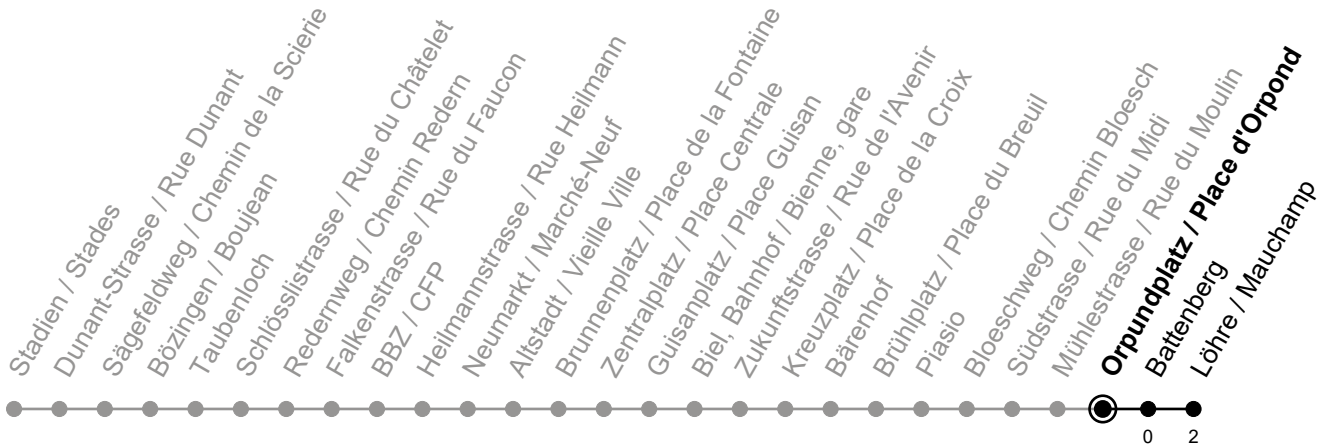 Stadien / Stades
Dunant-Strasse / Rue Dunant
Sägefeldweg / Chemin de la Scierie
Bözingen / Boujean
Taubenloch
Schlösslistrasse / Rue du Châtelet
Redernweg / Chemin Redern
Falkenstrasse / Rue du Faucon
BBZ / CFP
Heilmannstrasse / Rue Heilmann
Neumarkt / Marché-Neuf
Altstadt / Vieille Ville
Brunnenplatz / Place de la Fontaine
Zentralplatz / Place Centrale
Guisanplatz / Place Guisan
Biel, Bahnhof / Bienne, gare
Zukunftstrasse / Rue de l'Avenir
Kreuzplatz / Place de la Croix
Bärenhof
Brühlplatz / Place du Breuil
Piasio
Bloeschweg / Chemin Bloesch
Südstrasse / Rue du Midi
Mühlestrasse / Rue du Moulin
Orpundplatz / Place d'Orpond
Battenberg
Löhre / Mauchamp
0 2